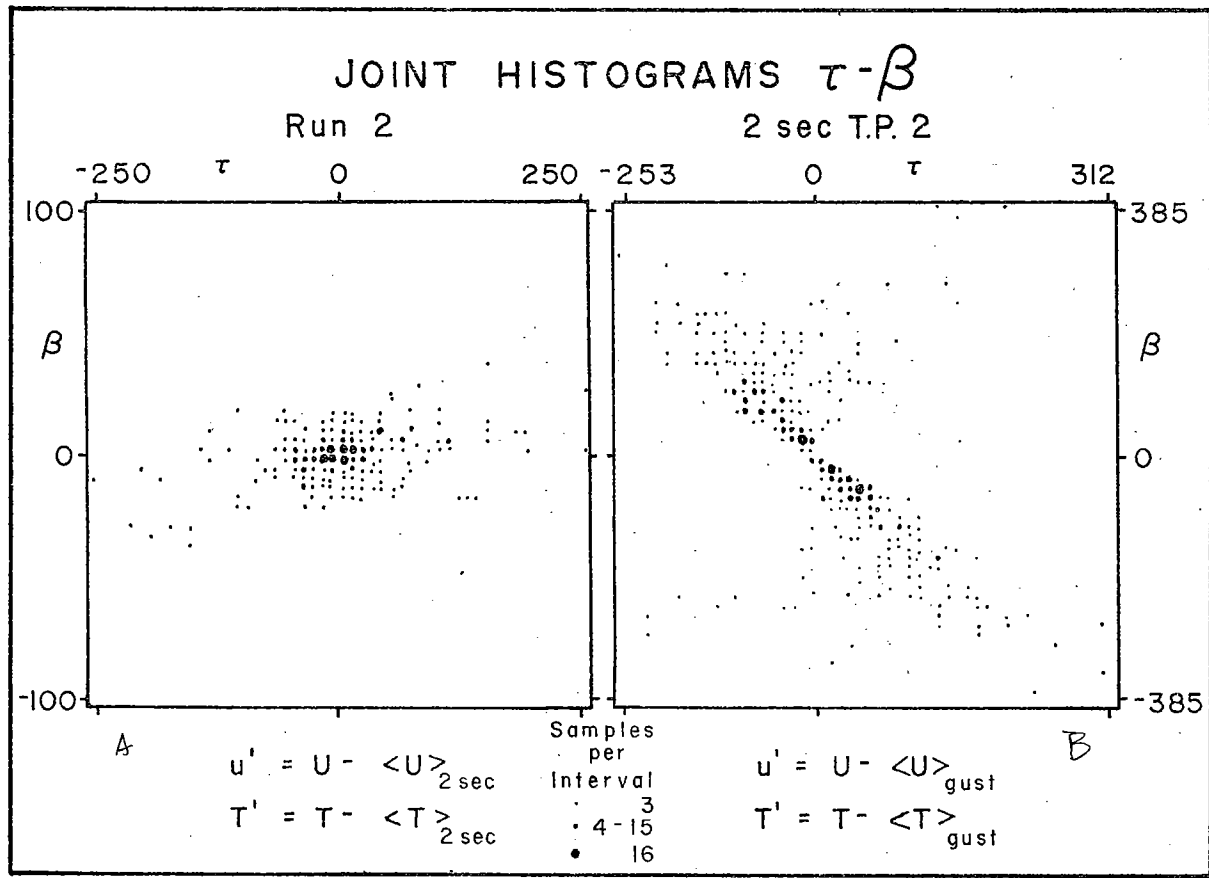 JOINT HISTOGRAMS τ-β
Run 2
2 sec T.P. 2
-250 τ 0 250
-253 0 τ 312
100
β
0
-100
385
β
0
-385
A
u' = U - <U>2 sec
T' = T - <T>2 sec
Samples
per
Interval
· 3
· 4-15
• 16
B
u' = U - <U>gust
T' = T - <T>gust